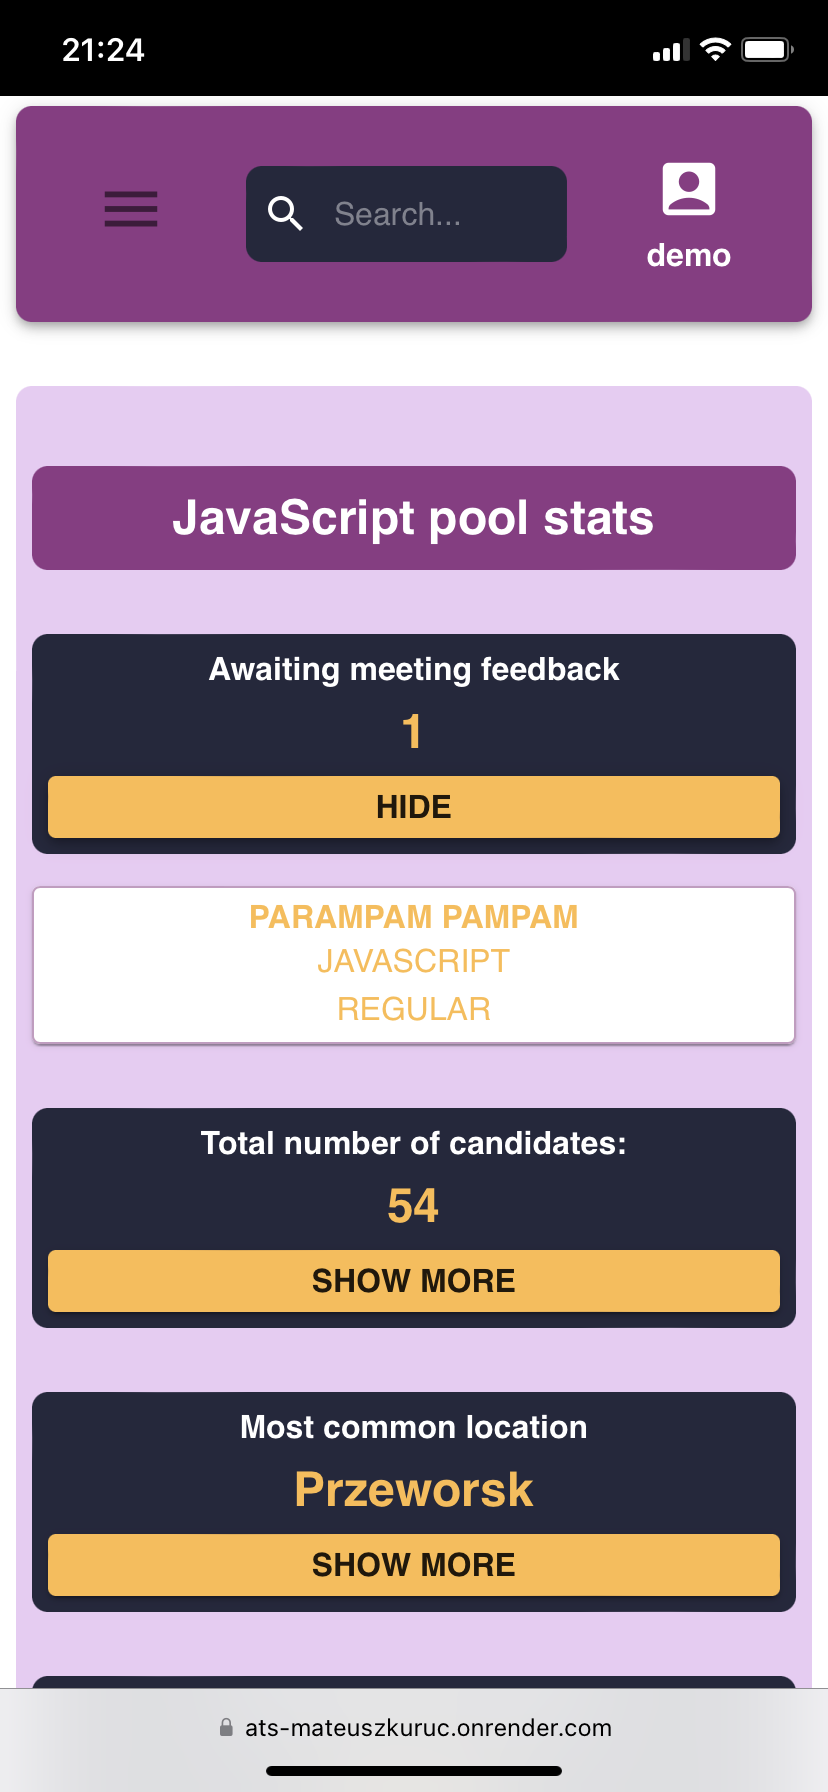 21:24
Search...
demo
JavaScript pool stats
Awaiting meeting feedback
1
HIDE
PARAMPAM PAMPAM
JAVASCRIPT
REGULAR
Total number of candidates:
54
SHOW MORE
Most common location
Przeworsk
SHOW MORE
ats-mateuszkuruc.onrender.com